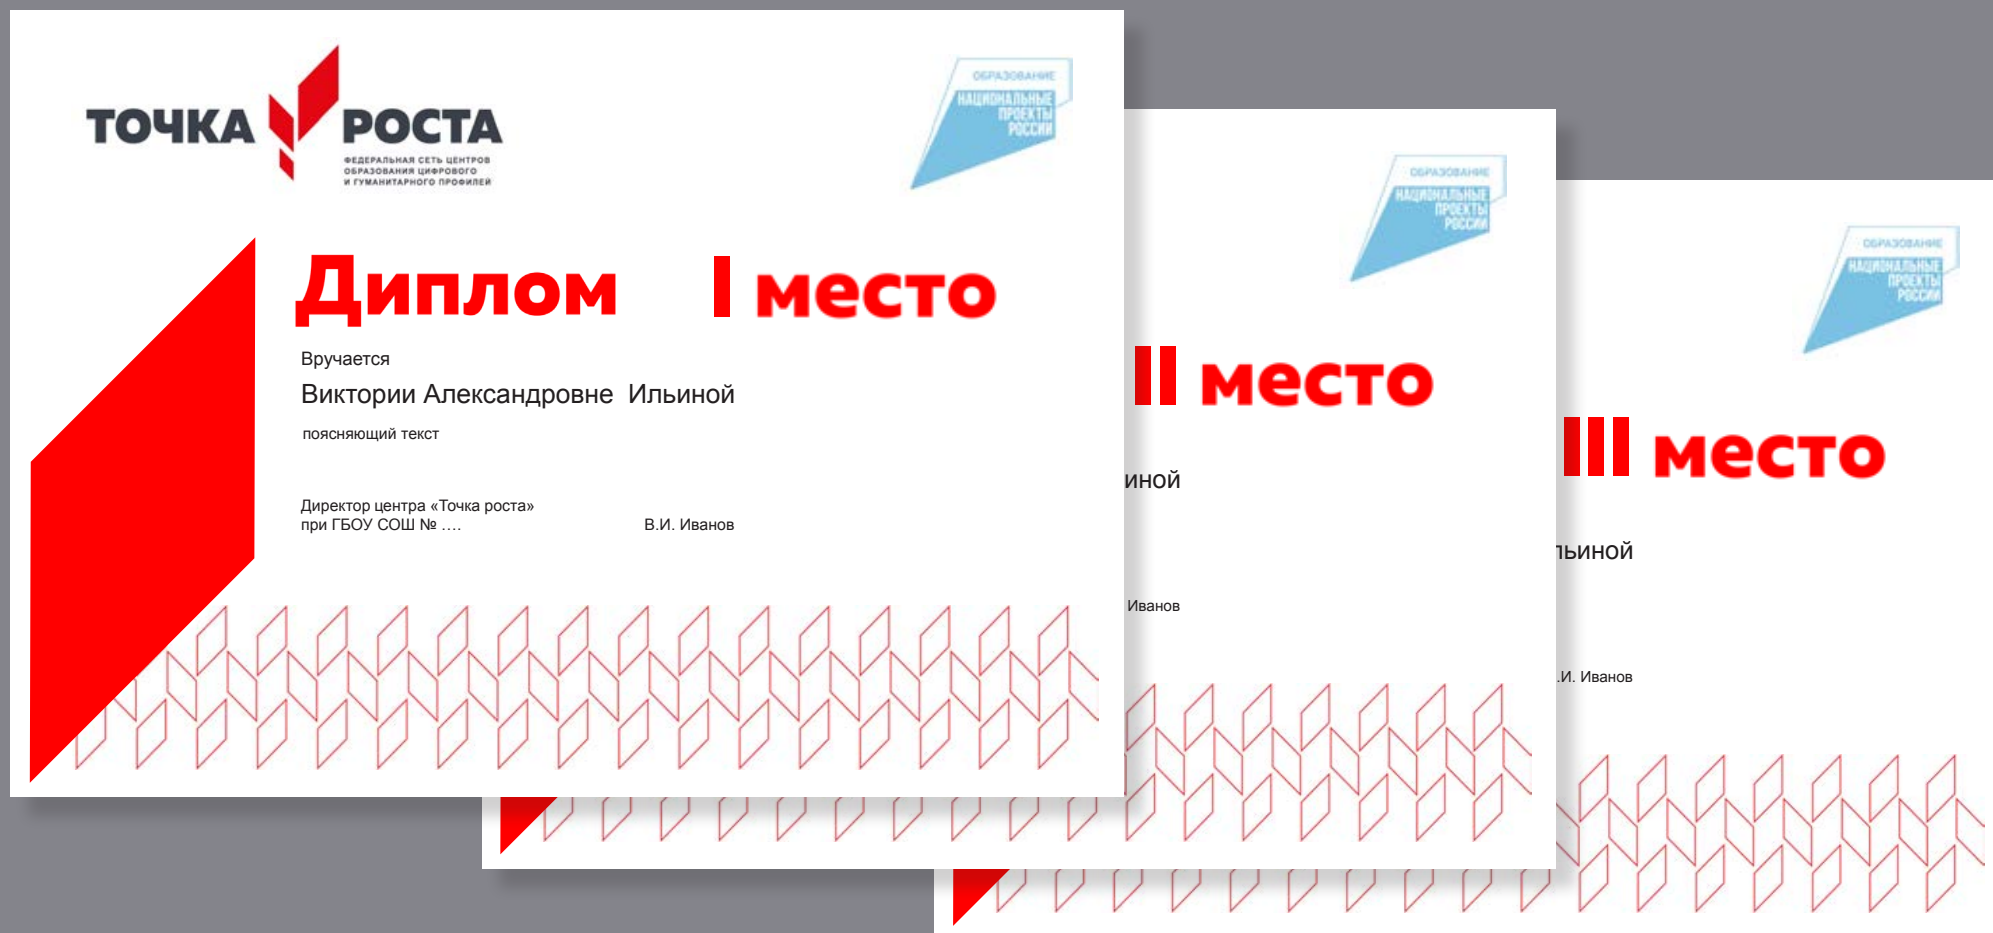 ТОЧКА РОСТА
ФЕДЕРАЛЬНАЯ СЕТЬ ЦЕНТРОВ
ОБРАЗОВАНИЯ ЦИФРОВОГО
И ГУМАНИТАРНОГО ПРОФИЛЕЙ
ОБРАЗОВАНИЕ
НАЦИОНАЛЬНЫЕ
ПРОЕКТЫ
РОССИИ
Диплом I место
Вручается
Виктории Александровне Ильиной
поясняющий текст
Директор центра «Точка роста»
при ГБОУ СОШ № .... В.И. Иванов
ОБРАЗОВАНИЕ
НАЦИОНАЛЬНЫЕ
ПРОЕКТЫ
РОССИИ
II место
иной
Иванов
ОБРАЗОВАНИЕ
НАЦИОНАЛЬНЫЕ
ПРОЕКТЫ
РОССИИ
III место
льиной
.И. Иванов